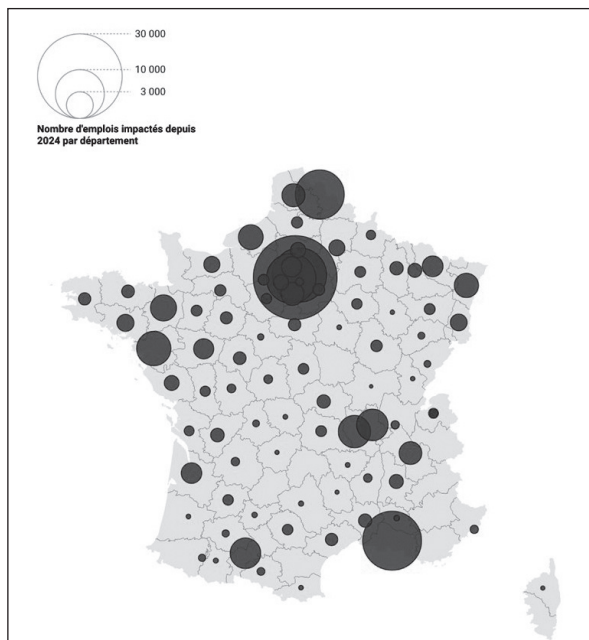 30 000
10 000
3 000
Nombre d'emplois impactés depuis
2024 par département